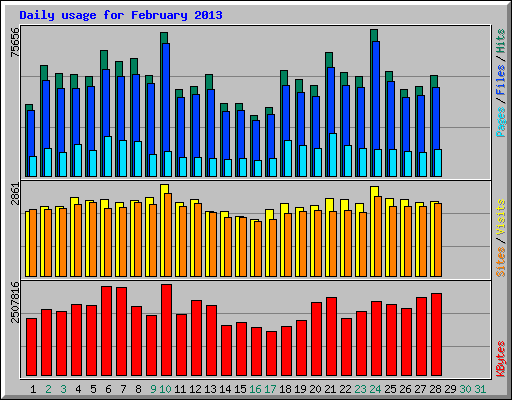 Daily usage for February 2013
75656
Pages / Files / Hits
2861
Sites / Visits
2507816
KBytes
1 2 3 4 5 6 7 8 9 10 11 12 13 14 15 16 17 18 19 20 21 22 23 24 25 26 27 28 29 30 31